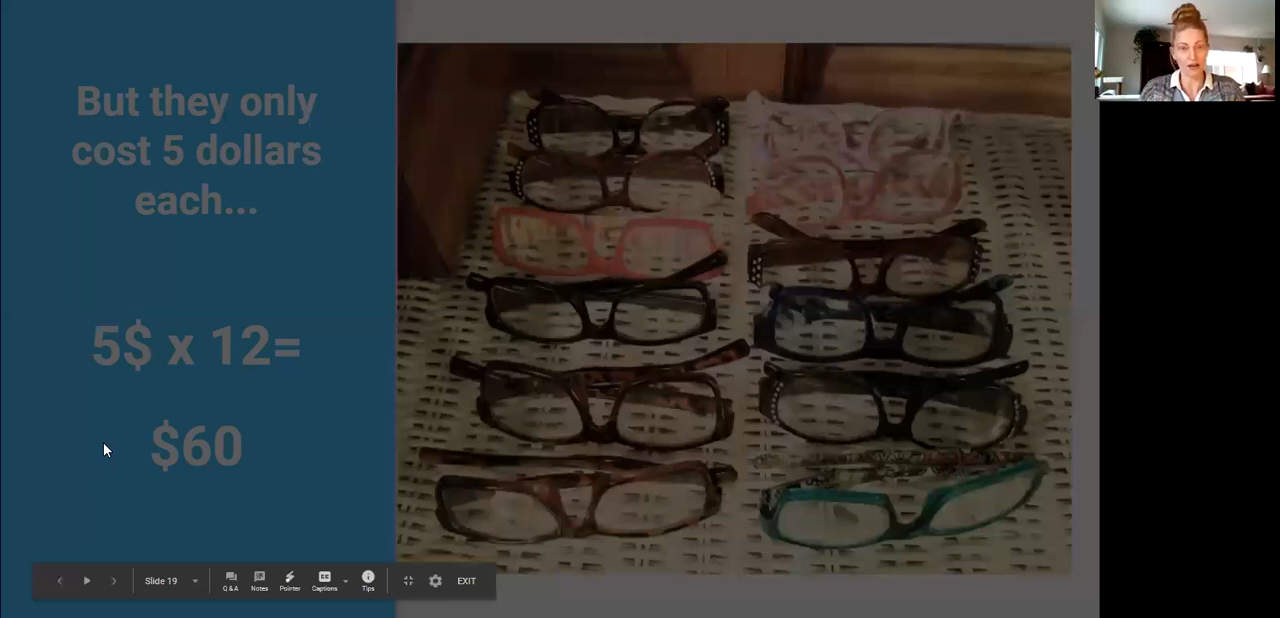 But they only
cost 5 dollars
each...
5$ x 12=
$60
Slide 19
Q&A
Notes
Pointer
Captions
Tips
EXIT